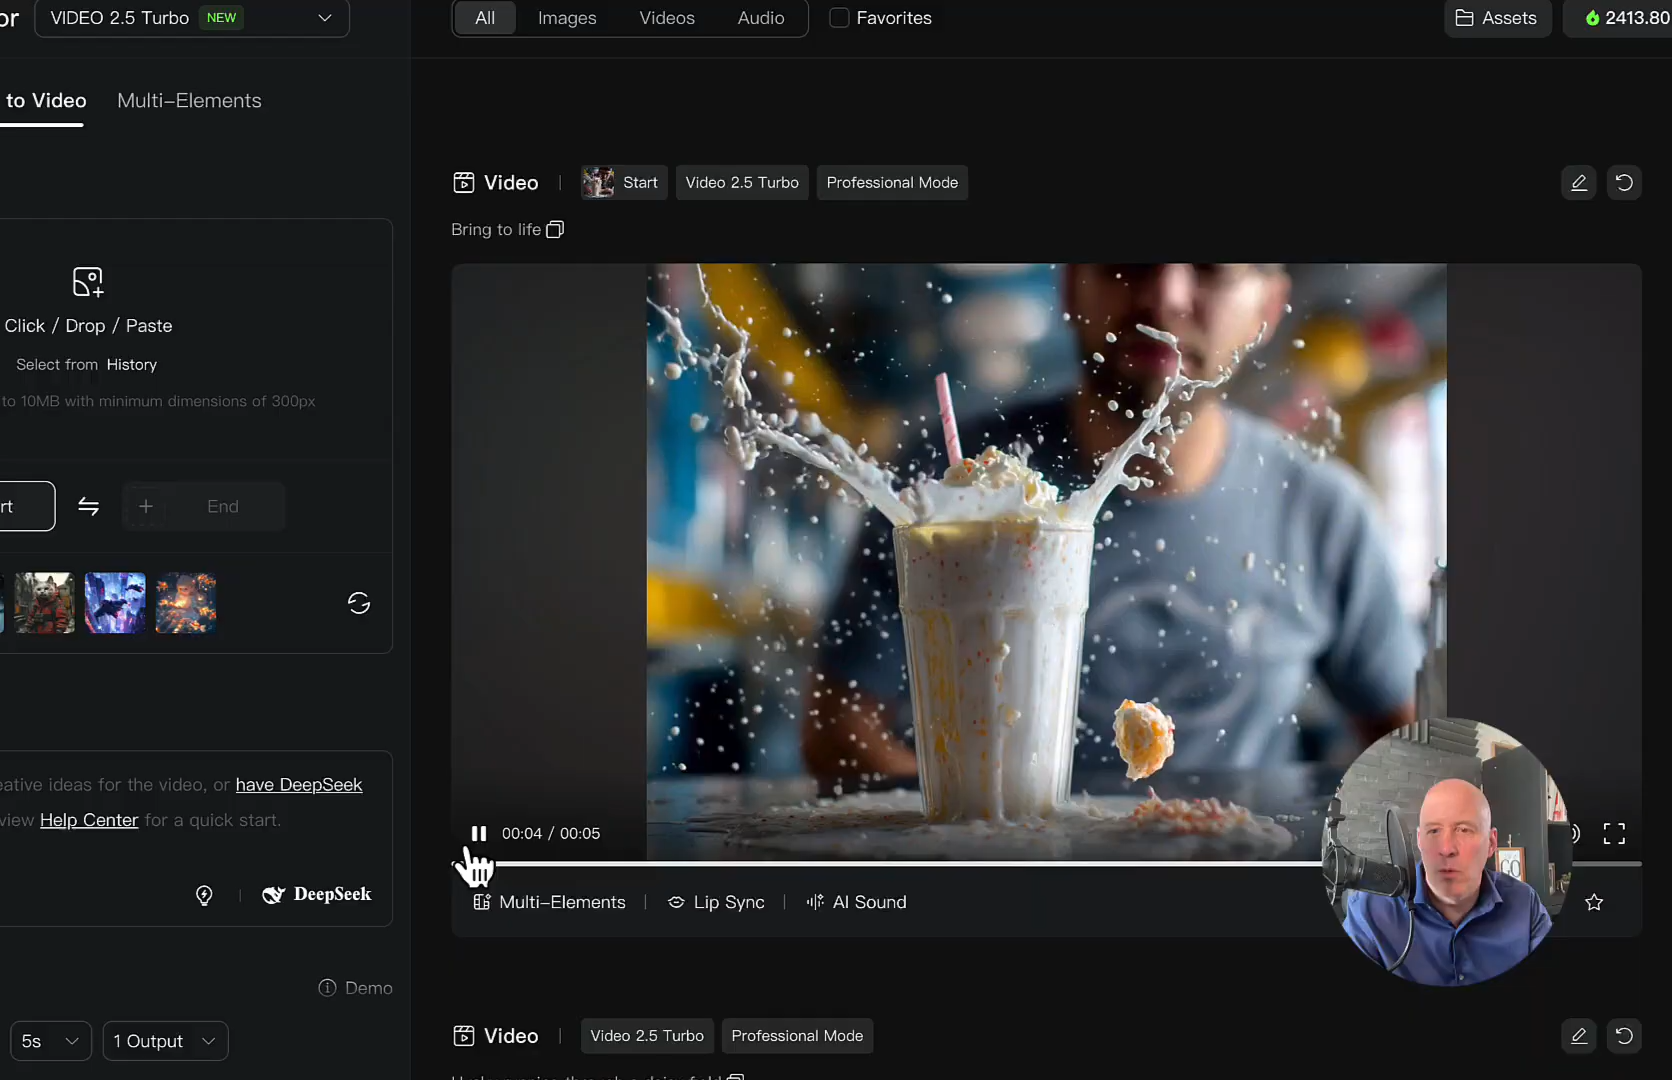 or VIDEO 2.5 Turbo NEW
All Images Videos Audio Favorites Assets 2413.80
to Video Multi-Elements
Click / Drop / Paste
Select from History
to 10MB with minimum dimensions of 300px
rt End
eative ideas for the video, or have DeepSeek
view Help Center for a quick start.
DeepSeek
Demo
5s 1 Output
Video Start Video 2.5 Turbo Professional Mode
Bring to life
00:04 / 00:05
Multi-Elements Lip Sync AI Sound
GO
Video Video 2.5 Turbo Professional Mode